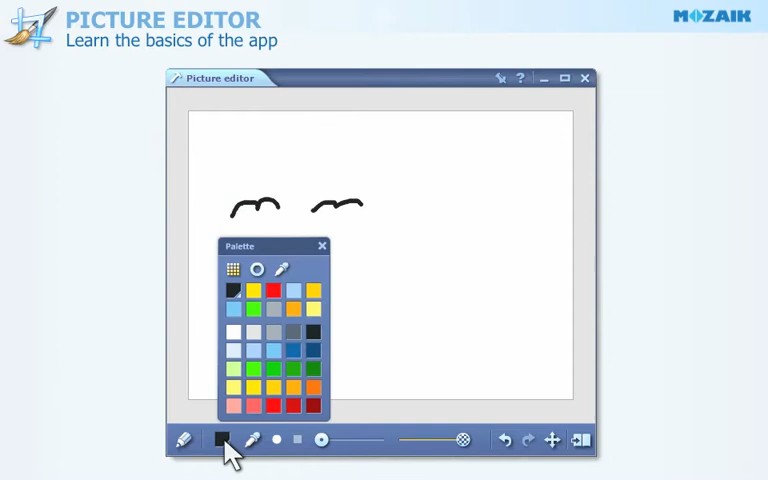 PICTURE EDITOR
MOZAIK
Learn the basics of the app
Picture editor
?
Palette